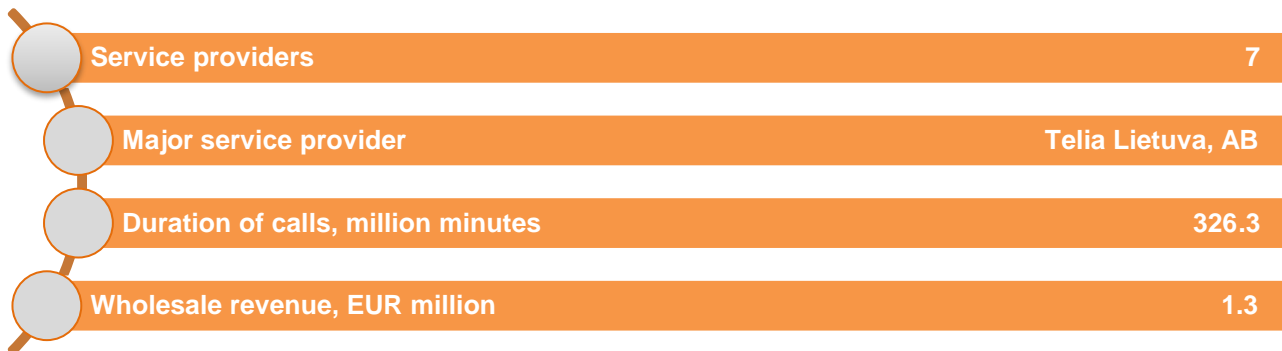 Service providers 7
Major service provider Telia Lietuva, AB
Duration of calls, million minutes 326.3
Wholesale revenue, EUR million 1.3